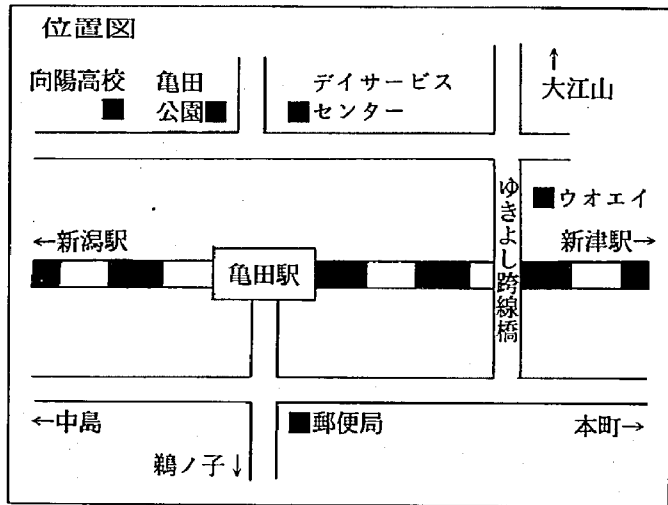 位置図
向陽高校
亀田
公園
デイサービス
センター
↑
大江山
ゆきよし跨線橋
ウオエイ
←新潟駅
新津駅→
亀田駅
←中島
郵便局
本町→
鵜ノ子↓